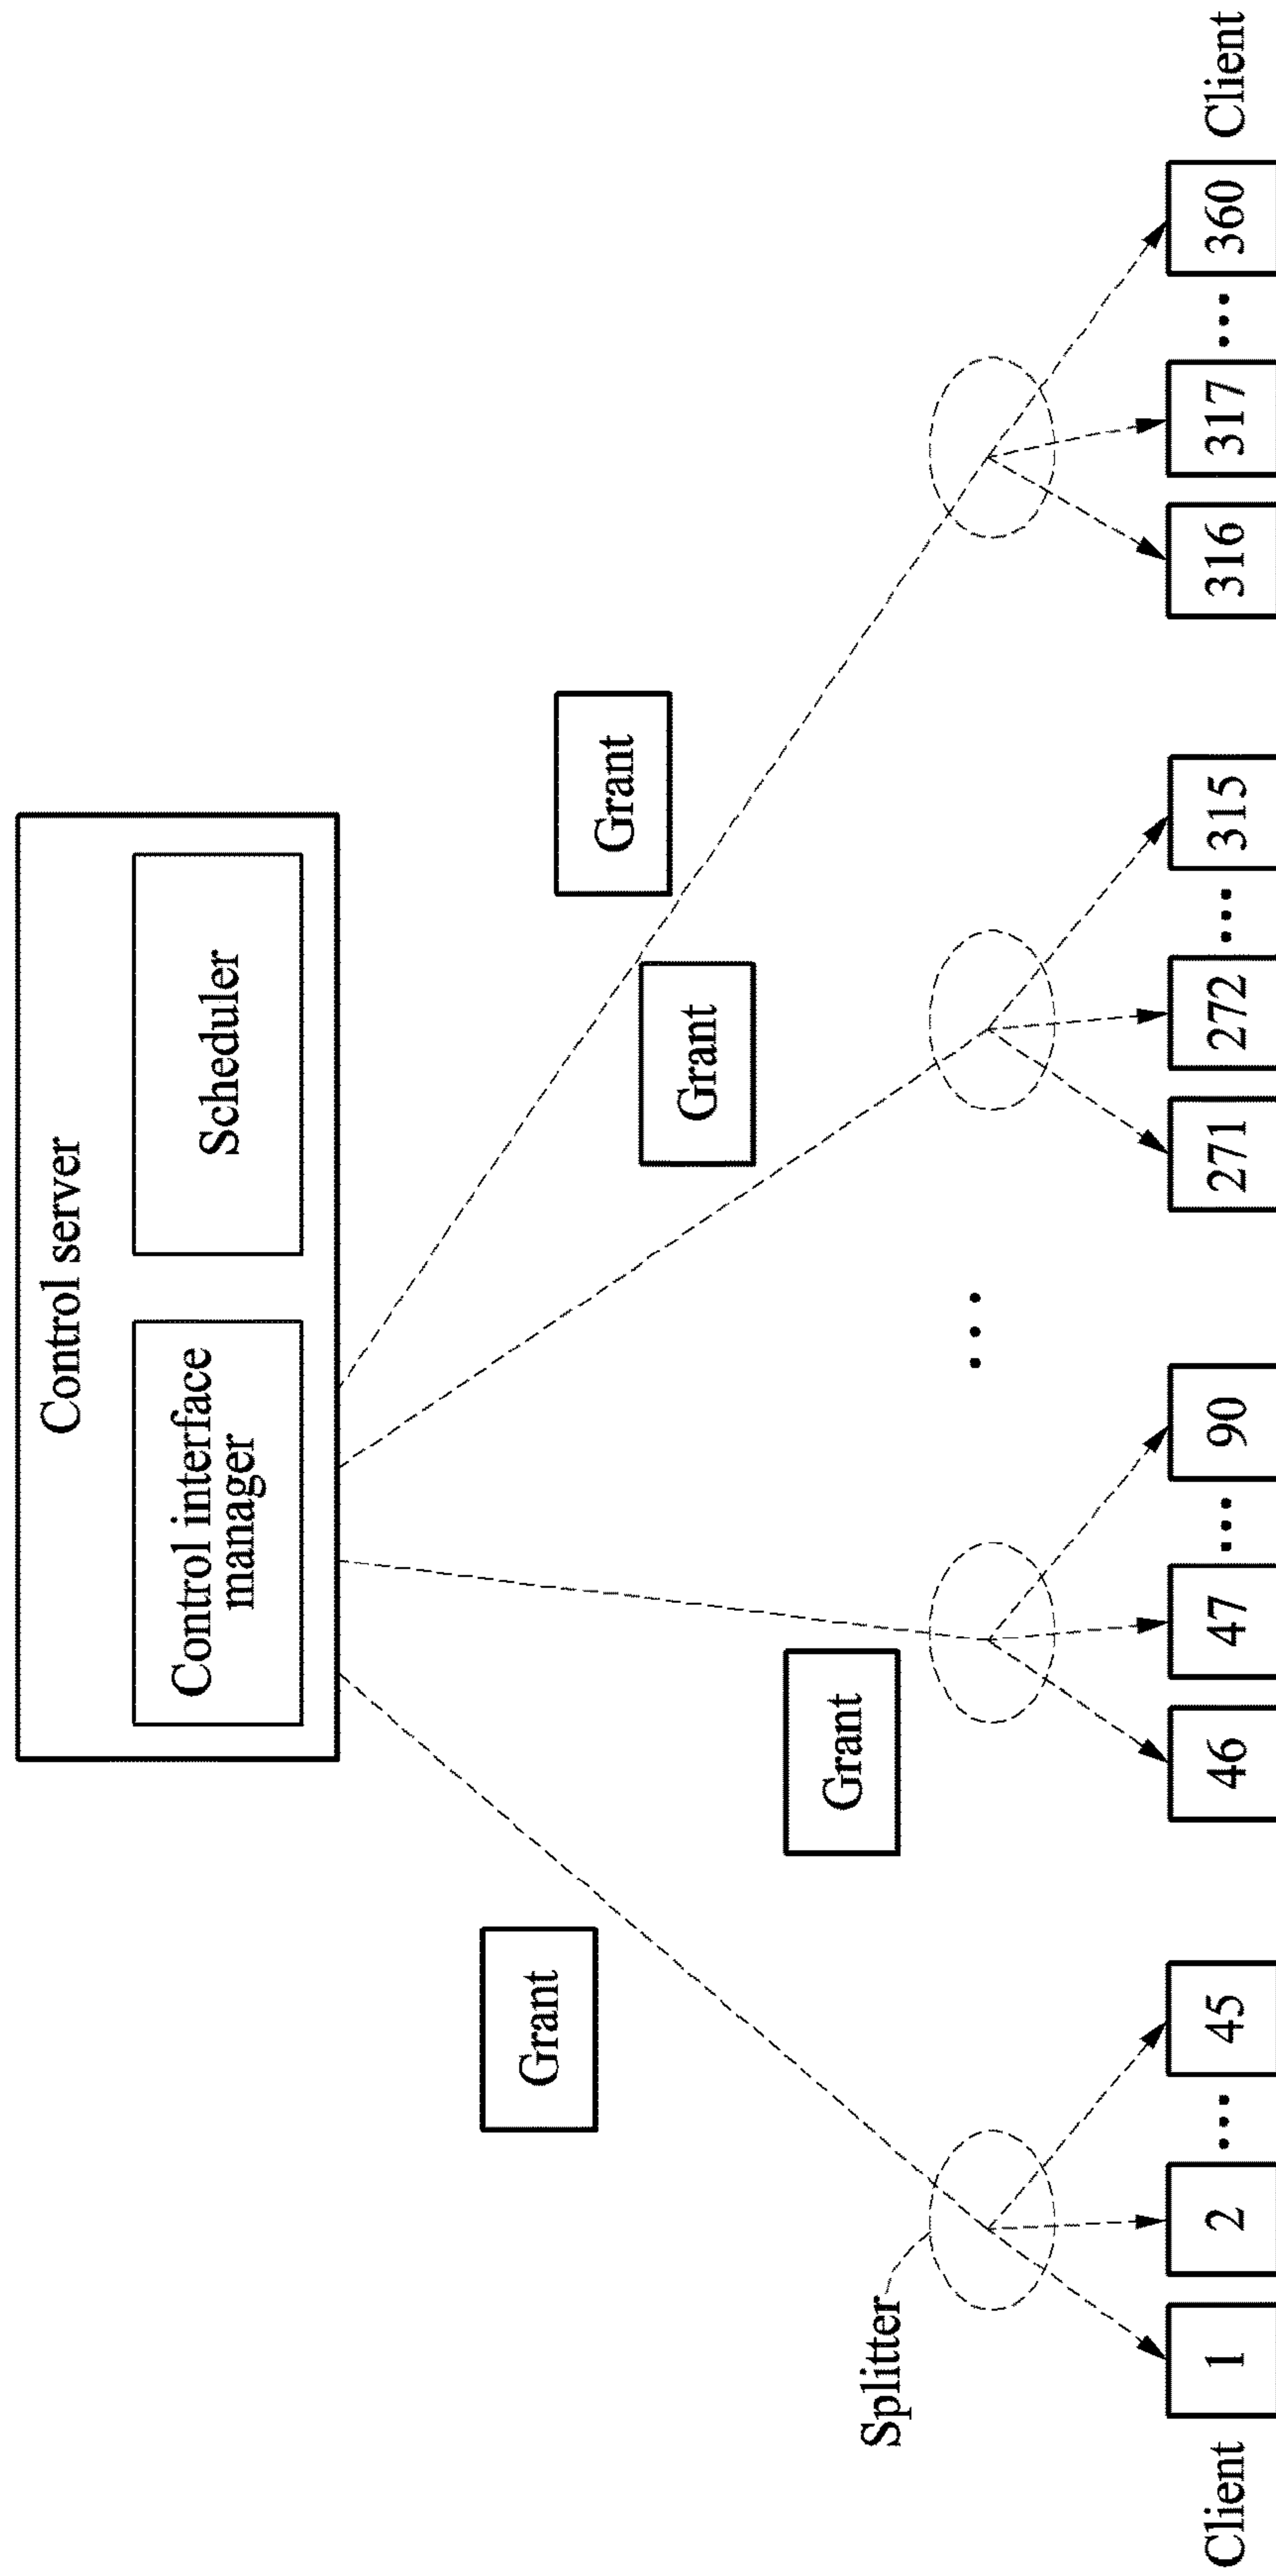 Control server
Control interface
manager
Scheduler
Grant
Grant
Grant
Grant
Splitter
Client
1
2
...
45
46
47
...
90
...
271
272
...
315
316
317
...
360
Client